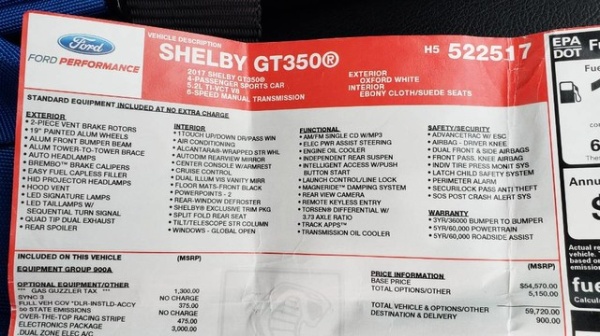 Ford
FORD PERFORMANCE
VEHICLE DESCRIPTION
SHELBY GT350®
2017 SHELBY GT350®
4-PASSENGER SPORTS CAR
5.2L TI-VCT V8
6-SPEED MANUAL TRANSMISSION
EXTERIOR
OXFORD WHITE
INTERIOR
EBONY CLOTH/SUEDE SEATS
H5 522517
STANDARD EQUIPMENT INCLUDED AT NO EXTRA CHARGE
EXTERIOR
• 2-PIECE VENT BRAKE ROTORS
• 19" PAINTED ALUM WHEELS
• ALUM FRONT BUMPER BEAM
• ALUM TOWER-TO-TOWER BRACE
• AUTO HEADLAMPS
• BREMBO™ BRAKE CALIPERS
• EASY FUEL CAPLESS FILLER
• HID PROJECTOR LAMPS
• HOOD VENT
• LED SIGNATURE LAMPS
• LED TAILLAMPS W/
SEQUENTIAL TURN SIGNAL
• QUAD TIP DUAL EXHAUST
• REAR SPOILER
INTERIOR
• 1TOUCH UP/DOWN DR/PASS WIN
• AIR CONDITIONING
• ALCANTARA®-WRAPPED STR WHL
• AUTODIM REARVIEW MIRROR
• CENTER CONSOLE W/ARMREST
• CRUISE CONTROL
• DUAL ILLUM VIS VANITY MIRR
• FLOOR MATS-FRONT BLACK
• POWERPOINTS - 2
• REAR-WINDOW DEFROSTER
• SHELBY® EXCLUSIVE TRIM PKG
• SPLIT FOLD REAR SEAT
• TILT/TELESCOPE STR COLUMN
• WINDOWS - GLOBAL OPEN
FUNCTIONAL
• AM/FM SINGLE CD W/MP3
• ELEC PWR ASSIST STEERING
• ENGINE OIL COOLER
• INDEPENDENT REAR SUSPEN
• INTELLIGENT ACCESS W/
PUSH BUTTON START
• LAUNCH CONTROL/LINE LOCK
• MAGNERIDE™ DAMPING SYSTEM
• REAR VIEW CAMERA
• REMOTE KEYLESS ENTRY
• TORSEN® DIFFERENTIAL W/
3.73 AXLE RATIO
• TRACK APPS™
• TRANSMISSION OIL COOLER
SAFETY/SECURITY
• ADVANCETRAC W/ ESC
• AIRBAG - DRIVER KNEE
• DUAL FRONT & SIDE AIRBAGS
• FRONT PASS. KNEE AIRBAG
• INDIV TIRE PRESS MONIT SYS
• LATCH CHILD SAFETY SYSTEM
• PERIMETER ALARM
• SECURILOCK PASS ANTI THEFT
• SOS POST CRASH ALERT SYS
WARRANTY
• 3YR/36000 BUMPER TO BUMPER
• 5YR/60,000 POWERTRAIN
• 5YR/60,000 ROADSIDE ASSIST
INCLUDED ON THIS VEHICLE
(MSRP)
EQUIPMENT GROUP 900A
OPTIONAL EQUIPMENT/OTHER
*** GAS GUZZLER TAX *** 1,300.00
SYNC 3 NO CHARGE
FULL VEH COV *DLR-INSTLD-ACCY 375.00
50 STATE EMISSIONS NO CHARGE
OVER-THE-TOP RACING STRIPE 475.00
ELECTRONICS PACKAGE 3,000.00
DUAL ZONE ELEC A/C
(MSRP)
PRICE INFORMATION
BASE PRICE $54,570.00
TOTAL OPTIONS/OTHER 5,150.00
TOTAL VEHICLE & OPTIONS/OTHER 59,720.00
DESTINATION & DELIVERY 900.00
EPA
DOT
Fu
Fue
1
6
Annu
$
Actual re
vehicle.
fue
Calcul